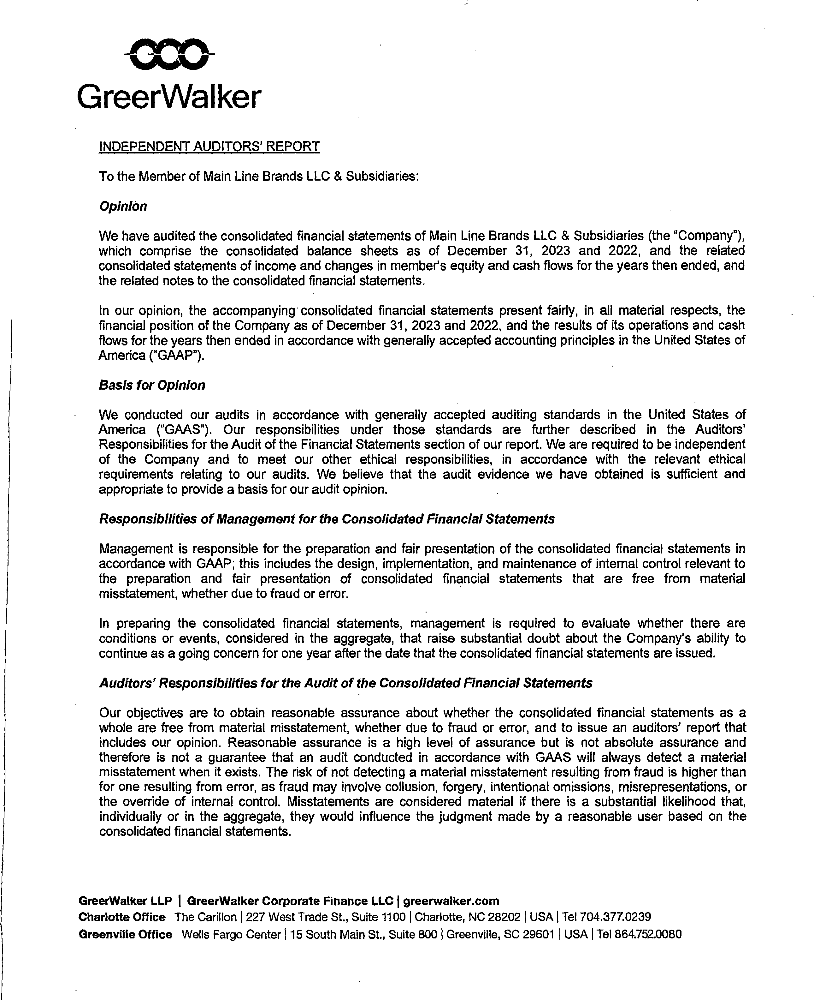 GreerWalker
INDEPENDENT AUDITORS' REPORT
To the Member of Main Line Brands LLC & Subsidiaries:
Opinion
We have audited the consolidated financial statements of Main Line Brands LLC & Subsidiaries (the "Company"),
which comprise the consolidated balance sheets as of December 31, 2023 and 2022, and the related
consolidated statements of income and changes in member's equity and cash flows for the years then ended, and
the related notes to the consolidated financial statements.
In our opinion, the accompanying consolidated financial statements present fairly, in all material respects, the
financial position of the Company as of December 31, 2023 and 2022, and the results of its operations and cash
flows for the years then ended in accordance with generally accepted accounting principles in the United States of
America ("GAAP").
Basis for Opinion
We conducted our audits in accordance with generally accepted auditing standards in the United States of
America ("GAAS"). Our responsibilities under those standards are further described in the Auditors'
Responsibilities for the Audit of the Financial Statements section of our report. We are required to be independent
of the Company and to meet our other ethical responsibilities, in accordance with the relevant ethical
requirements relating to our audits. We believe that the audit evidence we have obtained is sufficient and
appropriate to provide a basis for our audit opinion.
Responsibilities of Management for the Consolidated Financial Statements
Management is responsible for the preparation and fair presentation of the consolidated financial statements in
accordance with GAAP; this includes the design, implementation, and maintenance of internal control relevant to
the preparation and fair presentation of consolidated financial statements that are free from material
misstatement, whether due to fraud or error.
In preparing the consolidated financial statements, management is required to evaluate whether there are
conditions or events, considered in the aggregate, that raise substantial doubt about the Company's ability to
continue as a going concern for one year after the date that the consolidated financial statements are issued.
Auditors' Responsibilities for the Audit of the Consolidated Financial Statements
Our objectives are to obtain reasonable assurance about whether the consolidated financial statements as a
whole are free from material misstatement, whether due to fraud or error, and to issue an auditors' report that
includes our opinion. Reasonable assurance is a high level of assurance but is not absolute assurance and
therefore is not a guarantee that an audit conducted in accordance with GAAS will always detect a material
misstatement when it exists. The risk of not detecting a material misstatement resulting from fraud is higher than
for one resulting from error, as fraud may involve collusion, forgery, intentional omissions, misrepresentations, or
the override of internal control. Misstatements are considered material if there is a substantial likelihood that,
individually or in the aggregate, they would influence the judgment made by a reasonable user based on the
consolidated financial statements.
GreerWalker LLP | GreerWalker Corporate Finance LLC | greerwalker.com
Charlotte Office The Carillon | 227 West Trade St., Suite 1100 | Charlotte, NC 28202 | USA | Tel 704.377.0239
Greenville Office Wells Fargo Center | 15 South Main St., Suite 800 | Greenville, SC 29601 | USA | Tel 864.752.0080